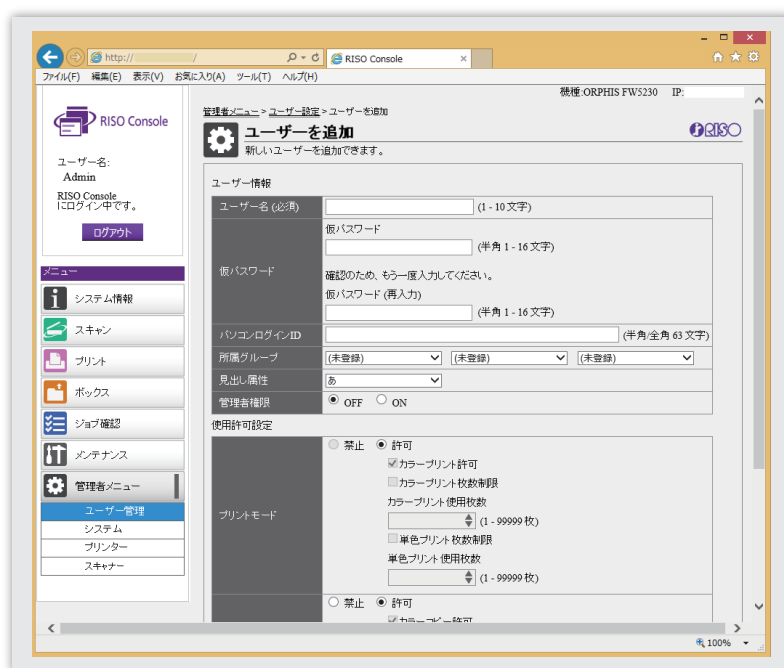 http:// /
RISO Console
ファイル(F) 編集(E) 表示(V) お気に入り(A) ツール(T) ヘルプ(H)
機種:ORPHIS FW5230 IP:
RISO Console
ユーザー名:
Admin
RISO Console
にログイン中です。
ログアウト
メニュー
システム情報
スキャン
プリント
ボックス
ジョブ確認
メンテナンス
管理者メニュー
ユーザー管理
システム
プリンター
スキャナー
管理者メニュー > ユーザー設定 > ユーザーを追加
ユーザーを追加
新しいユーザーを追加できます。
RISO
ユーザー情報
ユーザー名 (必須) (1 - 10 文字)
仮パスワード
仮パスワード
(半角 1 - 16 文字)
確認のため、もう一度入力してください。
仮パスワード (再入力)
(半角 1 - 16 文字)
パソコンログインID (半角/全角 63 文字)
所属グループ (未登録) (未登録) (未登録)
見出し属性 あ
管理者権限 OFF ON
使用許可設定
プリントモード
禁止 許可
カラープリント許可
カラープリント枚数制限
カラープリント使用枚数
(1 - 99999 枚)
単色プリント枚数制限
単色プリント使用枚数
(1 - 99999 枚)
禁止 許可
カラーコピー許可
100%